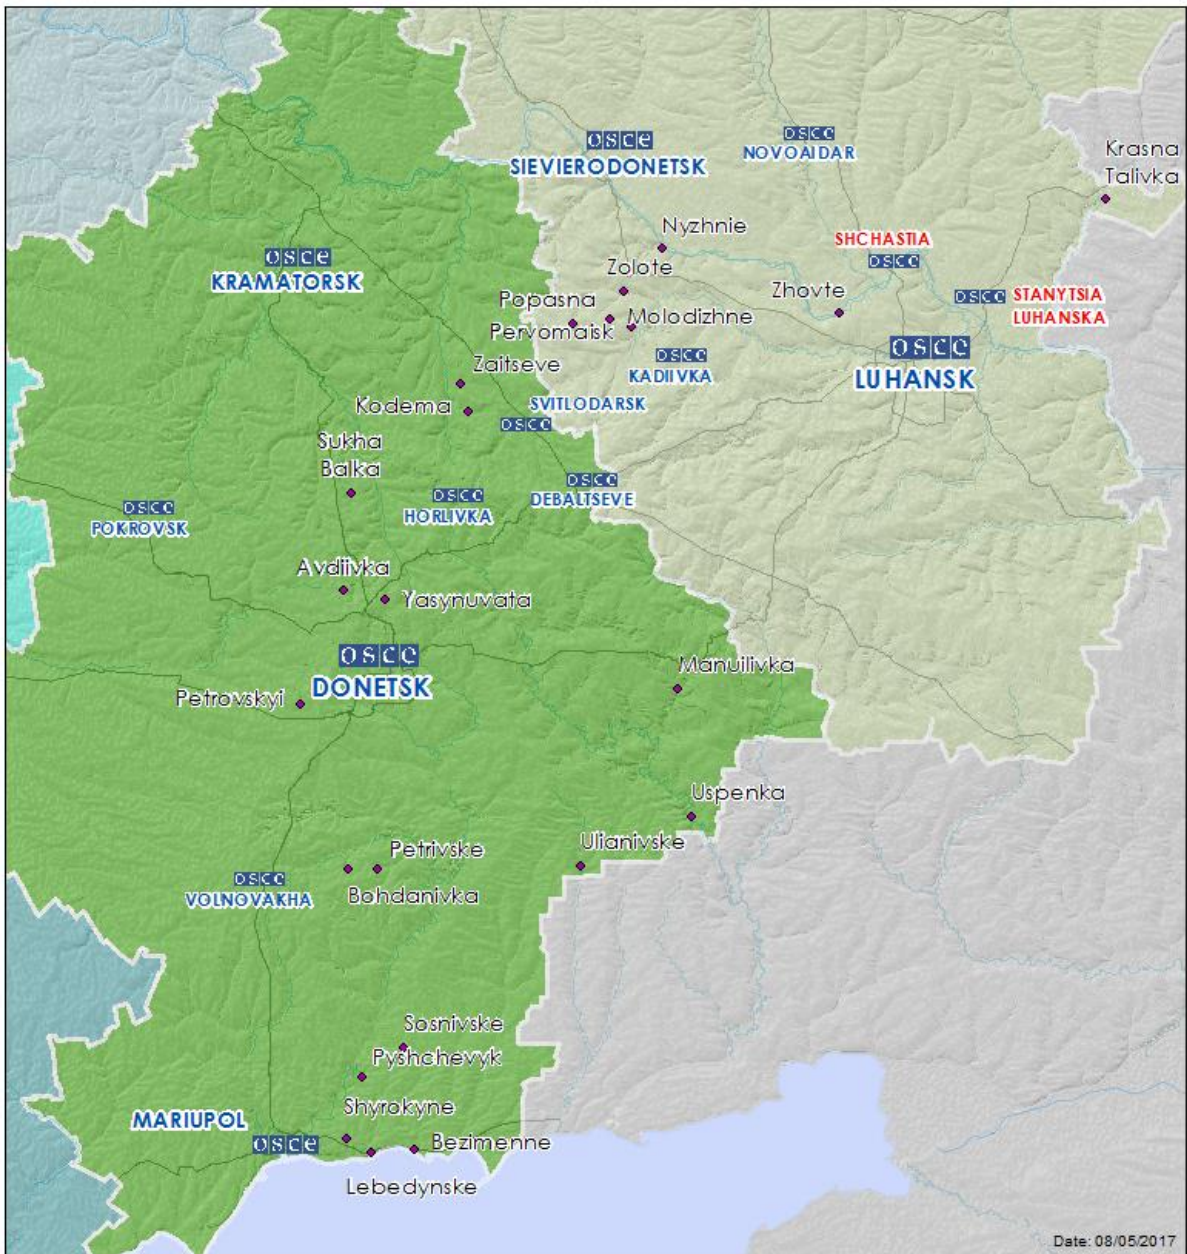 OSCE
SIEVIERODONETSK
OSCE
NOVOAIDAR
Krasna
Talivka
Nyzhnie
SHCHASTIA
OSCE
OSCE
KRAMATORSK
Zolote
Zhovte
OSCE
STANYTSIA
LUHANSKA
Popasna
Pervomaisk
Molodizhne
OSCE
KADIIVKA
OSCE
LUHANSK
Zaitseve
Kodema
SVITLODARSK
OSCE
Sukha
Balka
OSCE
DEBALTSEVE
OSCE
HORLIVKA
OSCE
POKROVSK
Avdiivka
Yasynuvata
OSCE
DONETSK
Manuilivka
Petrovskyi
Uspenka
Ulianivske
Petrivske
Bohdanivka
OSCE
VOLNOVAKHA
Sosnivske
Pyshchevyk
Shyrokyne
MARIUPOL
OSCE
Bezimenne
Lebedynske
Date: 08/05/2017